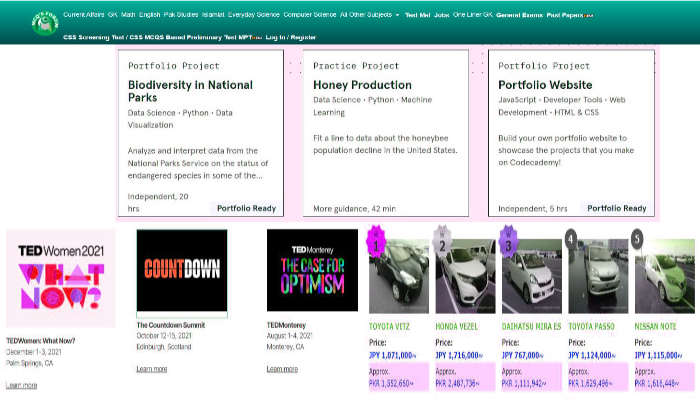 Current Affairs GK Math English Pak Studies Islamiat Everyday Science Computer Science All Other Subjects Test Mat Jobs One Liner GK General Exams Past Papers
CSS Screening Test / CSS MCQS Based Preliminary Test MPT Log In / Register
Portfolio Project
Biodiversity in National
Parks
Data Science • Python • Data
Visualization
Analyze and interpret data from the
National Parks Service on the status of
endangered species in some of the...
Independent, 20
hrs
Portfolio Ready
Practice Project
Honey Production
Data Science • Python • Machine
Learning
Fit a line to data about the honeybee
population decline in the United States.
More guidance, 42 min
Portfolio Project
Portfolio Website
JavaScript • Developer Tools • Web
Development • HTML & CSS
Build your own portfolio website to
showcase the projects that you make
on Codecademy!
Independent, 5 hrs
Portfolio Ready
TEDWomen2021
WHAT
NOW?
TEDWomen: What Now?
December 1-3, 2021
Palm Springs, CA
Learn more
COUNTDOWN
The Countdown Summit
October 12-15, 2021
Edinburgh, Scotland
Learn more
TEDMonterey
THE CASE FOR
OPTIMISM
TEDMonterey
August 1-4, 2021
Monterey, CA
Learn more
1
TOYOTA VITZ
Price:
JPY 1,071,000~
Approx.
PKR 1,552,660~
2
HONDA VEZEL
Price:
JPY 1,716,000~
Approx.
PKR 2,487,736~
3
DAIHATSU MIRA ES
Price:
JPY 767,000~
Approx.
PKR 1,111,942~
4
TOYOTA PASSO
Price:
JPY 1,124,000~
Approx.
PKR 1,629,496~
5
NISSAN NOTE
Price:
JPY 1,115,000~
Approx.
PKR 1,616,448~